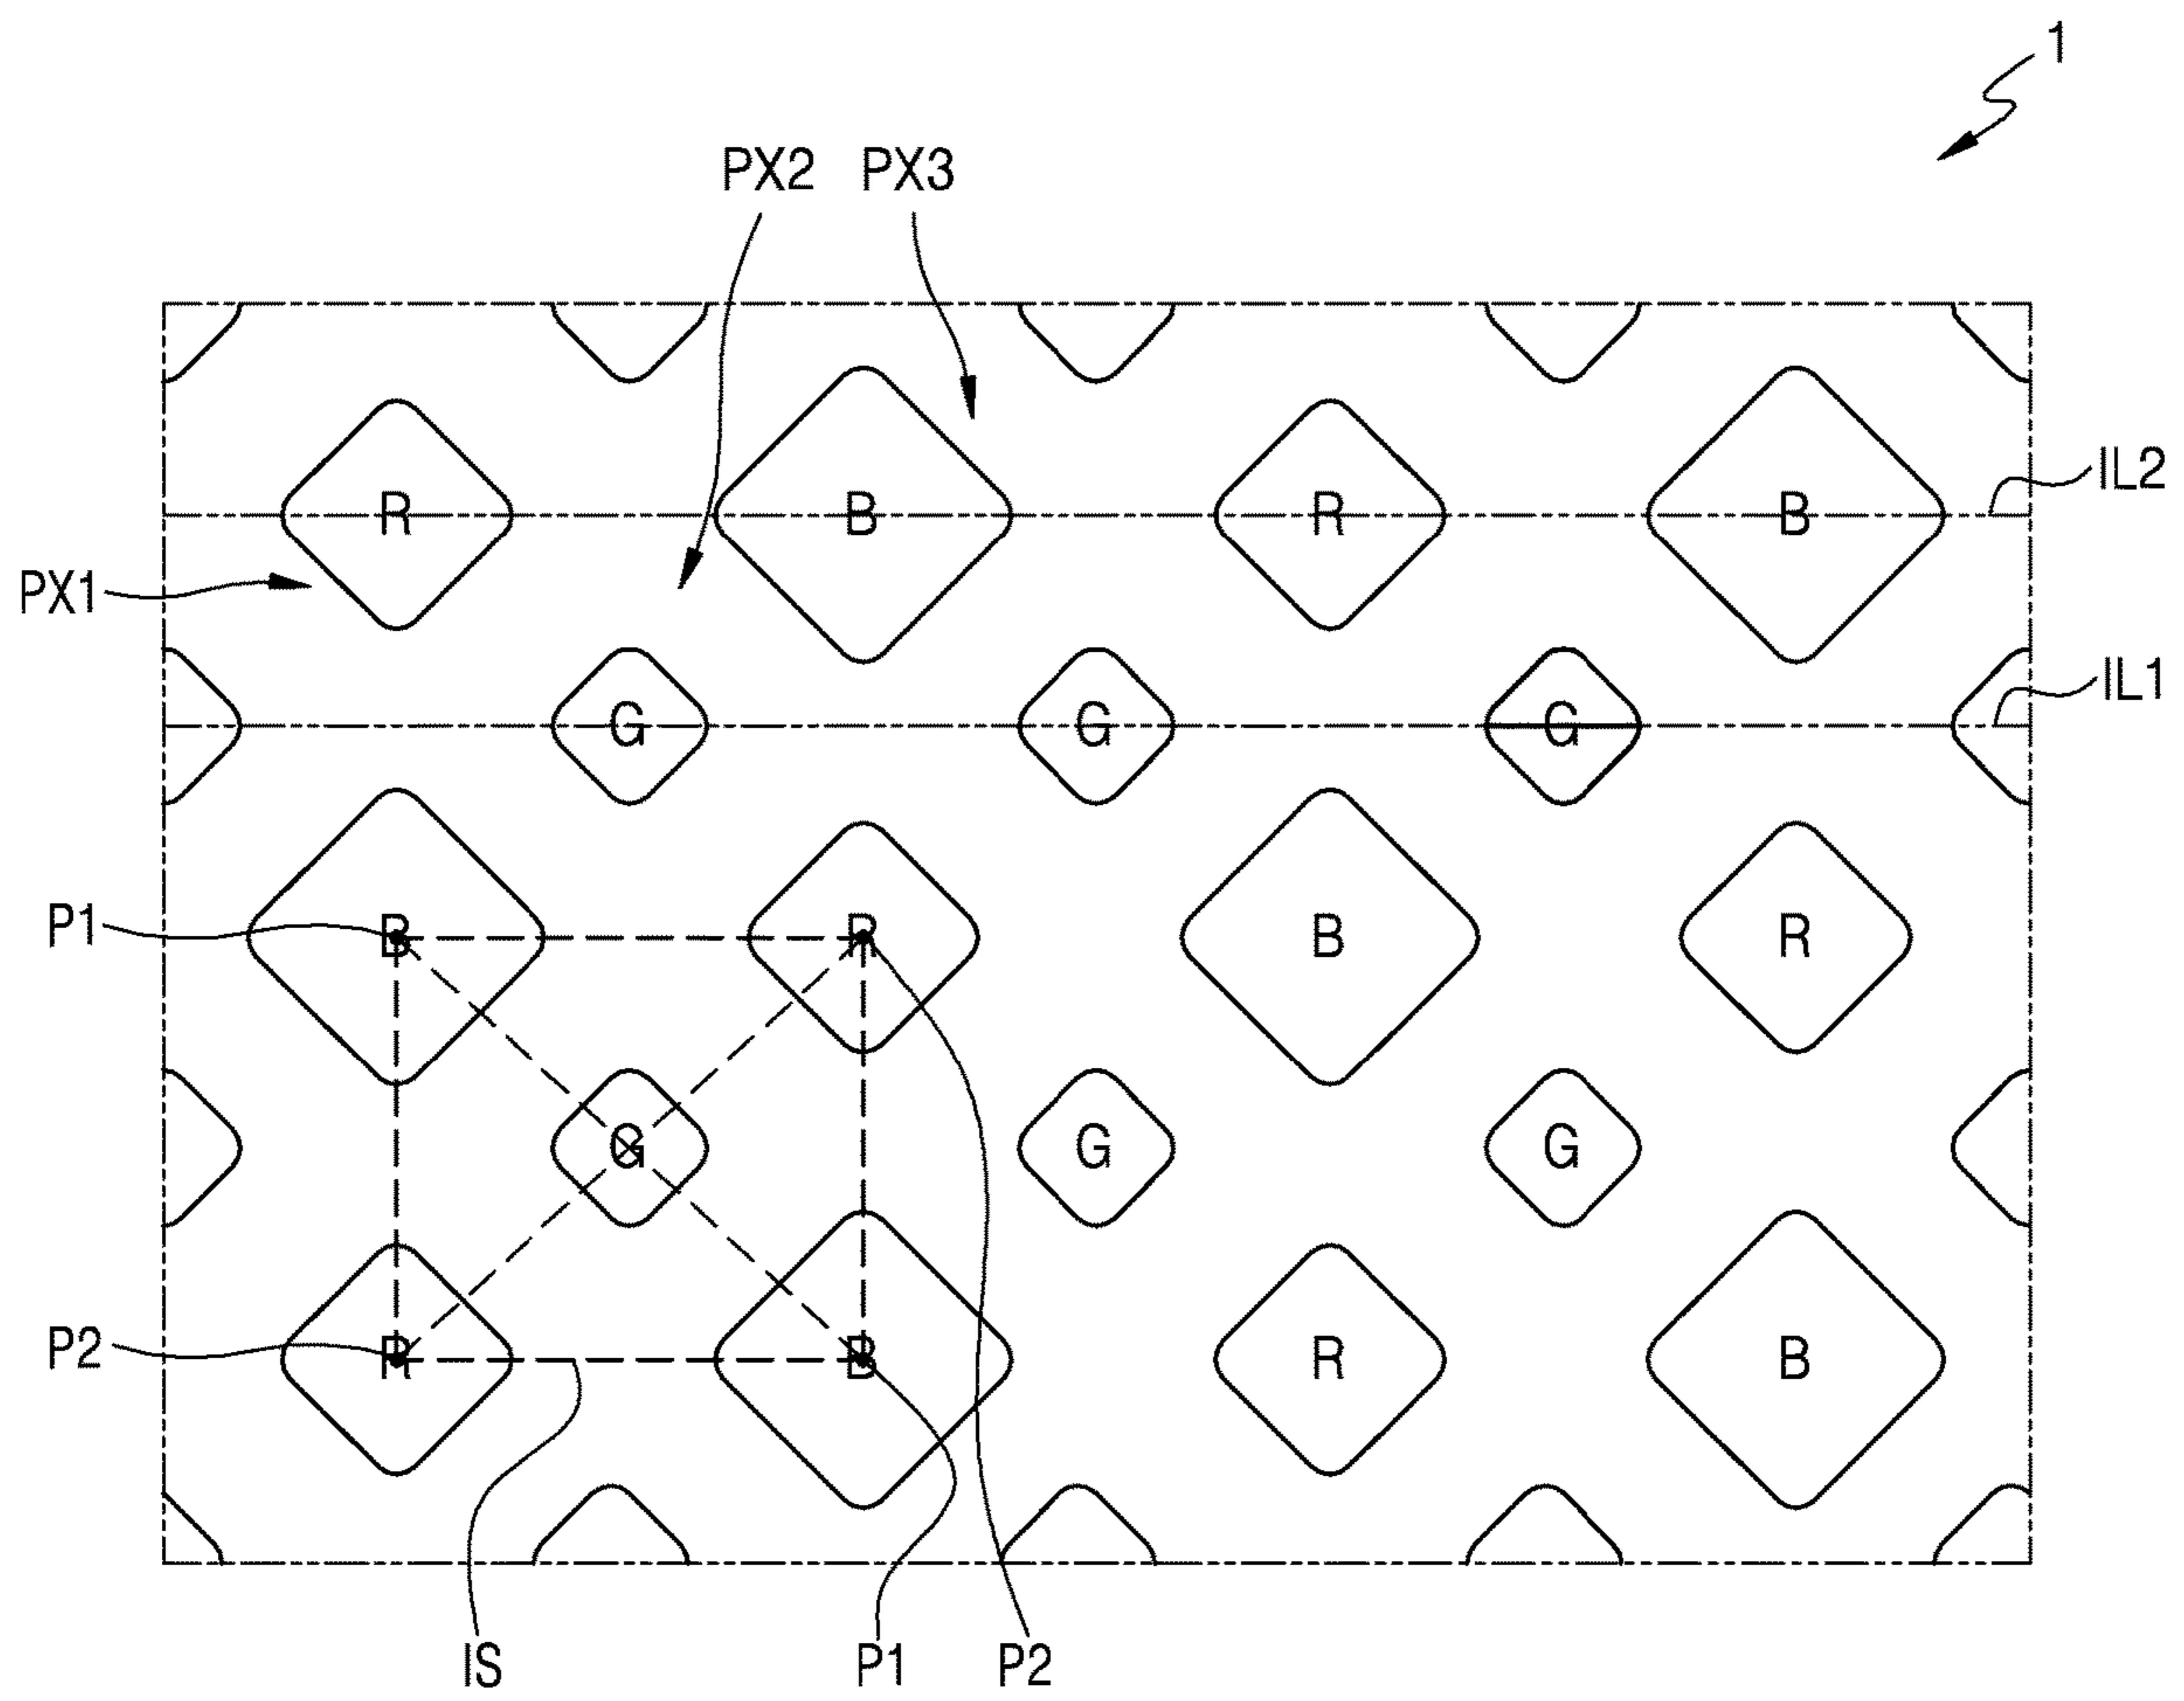 1
PX2 PX3
IL2
R B R B
PX1
IL1
G G G
P1
B R B R
G G G
P2
R B R B
IS P1 P2